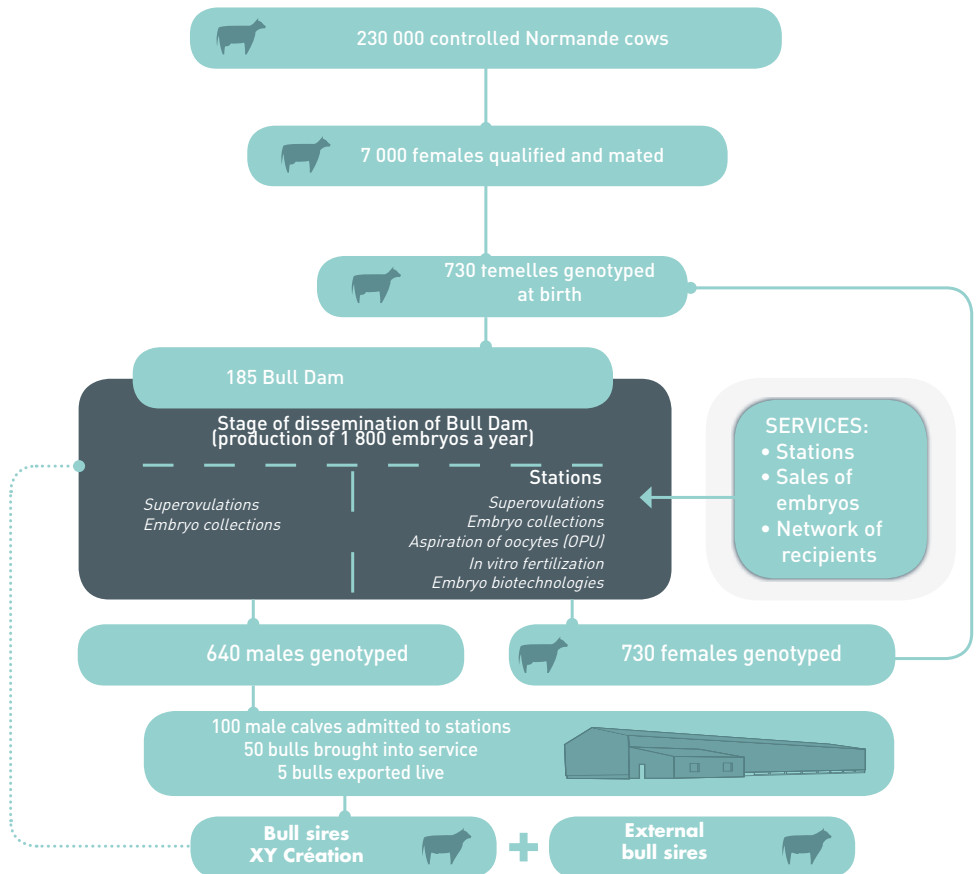 230 000 controlled Normande cows
7 000 females qualified and mated
730 temelles genotyped
at birth
185 Bull Dam
Stage of dissemination of Bull Dam
(production of 1 800 embryos a year)
Superovulations
Embryo collections
Stations
Superovulations
Embryo collections
Aspiration of oocytes (OPU)
In vitro fertilization
Embryo biotechnologies
SERVICES:
• Stations
• Sales of
embryos
• Network of
recipients
640 males genotyped
730 females genotyped
100 male calves admitted to stations
50 bulls brought into service
5 bulls exported live
Bull sires
XY Création
+
External
bull sires